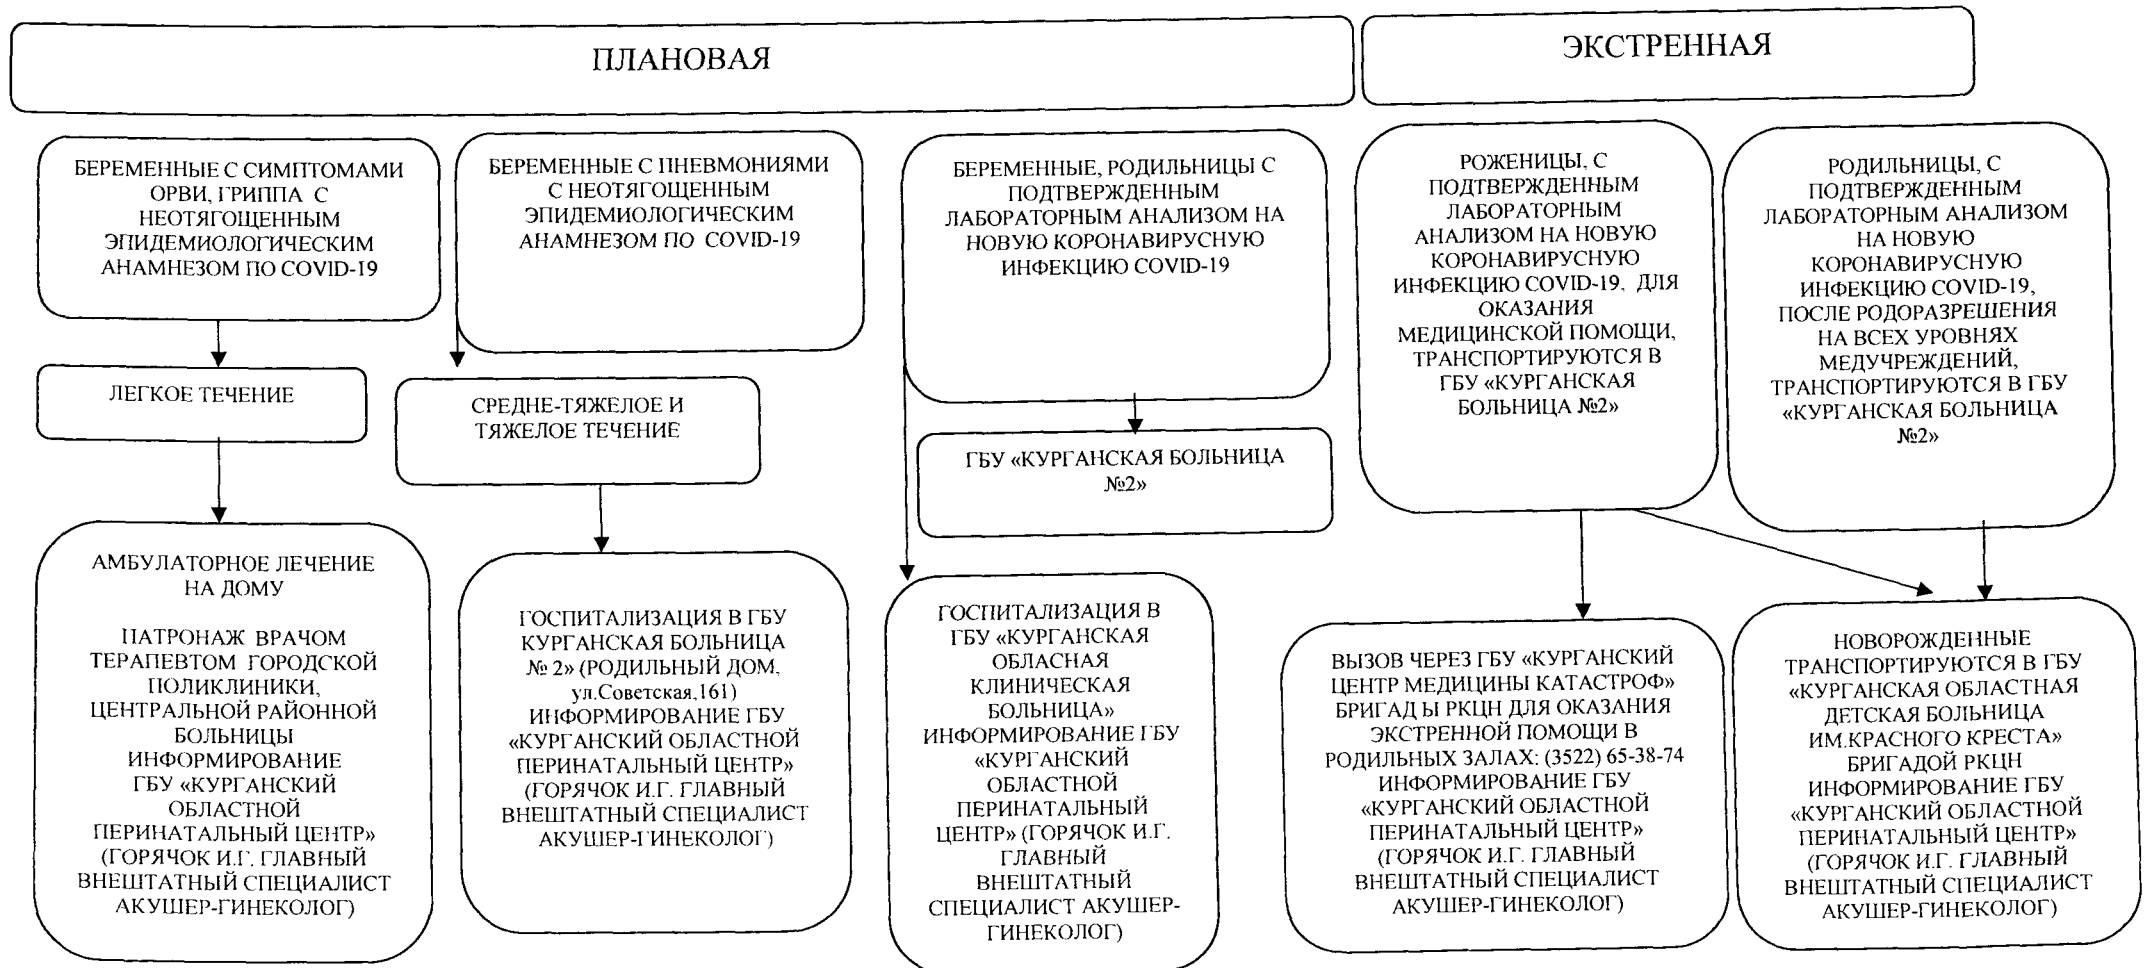 ПЛАНОВАЯ
ЭКСТРЕННАЯ
БЕРЕМЕННЫЕ С СИМПТОМАМИ
ОРВИ, ГРИППА С
НЕОТЯГОЩЕННЫМ
ЭПИДЕМИОЛОГИЧЕСКИМ
АНАМНЕЗОМ ПО COVID-19
БЕРЕМЕННЫЕ С ПНЕВМОНИЯМИ
С НЕОТЯГОЩЕННЫМ
ЭПИДЕМИОЛОГИЧЕСКИМ
АНАМНЕЗОМ ПО COVID-19
БЕРЕМЕННЫЕ, РОДИЛЬНИЦЫ С
ПОДТВЕРЖДЕННЫМ
ЛАБОРАТОРНЫМ АНАЛИЗОМ НА
НОВУЮ КОРОНАВИРУСНУЮ
ИНФЕКЦИЮ COVID-19
РОЖЕНИЦЫ, С
ПОДТВЕРЖДЕННЫМ
ЛАБОРАТОРНЫМ
АНАЛИЗОМ НА НОВУЮ
КОРОНАВИРУСНУЮ
ИНФЕКЦИЮ COVID-19, ДЛЯ
ОКАЗАНИЯ
МЕДИЦИНСКОЙ ПОМОЩИ,
ТРАНСПОРТИРУЮТСЯ В
ГБУ «КУРГАНСКАЯ
БОЛЬНИЦА №2»
РОДИЛЬНИЦЫ, С
ПОДТВЕРЖДЕННЫМ
ЛАБОРАТОРНЫМ АНАЛИЗОМ
НА НОВУЮ
КОРОНАВИРУСНУЮ
ИНФЕКЦИЮ COVID-19,
ПОСЛЕ РОДОРАЗРЕШЕНИЯ
НА ВСЕХ УРОВНЯХ
МЕДУЧРЕЖДЕНИЙ,
ТРАНСПОРТИРУЮТСЯ В ГБУ
«КУРГАНСКАЯ БОЛЬНИЦА
№2»
ЛЕГКОЕ ТЕЧЕНИЕ
СРЕДНЕ-ТЯЖЕЛОЕ И
ТЯЖЕЛОЕ ТЕЧЕНИЕ
ГБУ «КУРГАНСКАЯ БОЛЬНИЦА
№2»
АМБУЛАТОРНОЕ ЛЕЧЕНИЕ
НА ДОМУ
ПАТРОНАЖ ВРАЧОМ
ТЕРАПЕВТОМ ГОРОДСКОЙ
ПОЛИКЛИНИКИ,
ЦЕНТРАЛЬНОЙ РАЙОННОЙ
БОЛЬНИЦЫ
ИНФОРМИРОВАНИЕ
ГБУ «КУРГАНСКИЙ
ОБЛАСТНОЙ
ПЕРИНАТАЛЬНЫЙ ЦЕНТР»
(ГОРЯЧОК И.Г. ГЛАВНЫЙ
ВНЕШТАТНЫЙ СПЕЦИАЛИСТ
АКУШЕР-ГИНЕКОЛОГ)
ГОСПИТАЛИЗАЦИЯ В ГБУ
КУРГАНСКАЯ БОЛЬНИЦА
№ 2» (РОДИЛЬНЫЙ ДОМ,
ул.Советская,161)
ИНФОРМИРОВАНИЕ ГБУ
«КУРГАНСКИЙ ОБЛАСТНОЙ
ПЕРИНАТАЛЬНЫЙ ЦЕНТР»
(ГОРЯЧОК И.Г. ГЛАВНЫЙ
ВНЕШТАТНЫЙ СПЕЦИАЛИСТ
АКУШЕР-ГИНЕКОЛОГ)
ГОСПИТАЛИЗАЦИЯ В
ГБУ «КУРГАНСКАЯ
ОБЛАСНАЯ
КЛИНИЧЕСКАЯ
БОЛЬНИЦА»
ИНФОРМИРОВАНИЕ ГБУ
«КУРГАНСКИЙ
ОБЛАСТНОЙ
ПЕРИНАТАЛЬНЫЙ
ЦЕНТР» (ГОРЯЧОК И.Г.
ГЛАВНЫЙ
ВНЕШТАТНЫЙ
СПЕЦИАЛИСТ АКУШЕР-
ГИНЕКОЛОГ)
ВЫЗОВ ЧЕРЕЗ ГБУ «КУРГАНСКИЙ
ЦЕНТР МЕДИЦИНЫ КАТАСТРОФ»
БРИГАД Ы РКЦН ДЛЯ ОКАЗАНИЯ
ЭКСТРЕННОЙ ПОМОЩИ В
РОДИЛЬНЫХ ЗАЛАХ: (3522) 65-38-74
ИНФОРМИРОВАНИЕ ГБУ
«КУРГАНСКИЙ ОБЛАСТНОЙ
ПЕРИНАТАЛЬНЫЙ ЦЕНТР»
(ГОРЯЧОК И.Г. ГЛАВНЫЙ
ВНЕШТАТНЫЙ СПЕЦИАЛИСТ
АКУШЕР-ГИНЕКОЛОГ)
НОВОРОЖДЕННЫЕ
ТРАНСПОРТИРУЮТСЯ В ГБУ
«КУРГАНСКАЯ ОБЛАСТНАЯ
ДЕТСКАЯ БОЛЬНИЦА
ИМ.КРАСНОГО КРЕСТА»
БРИГАДОЙ РКЦН
ИНФОРМИРОВАНИЕ ГБУ
«КУРГАНСКИЙ ОБЛАСТНОЙ
ПЕРИНАТАЛЬНЫЙ ЦЕНТР»
(ГОРЯЧОК И.Г. ГЛАВНЫЙ
ВНЕШТАТНЫЙ СПЕЦИАЛИСТ
АКУШЕР-ГИНЕКОЛОГ)